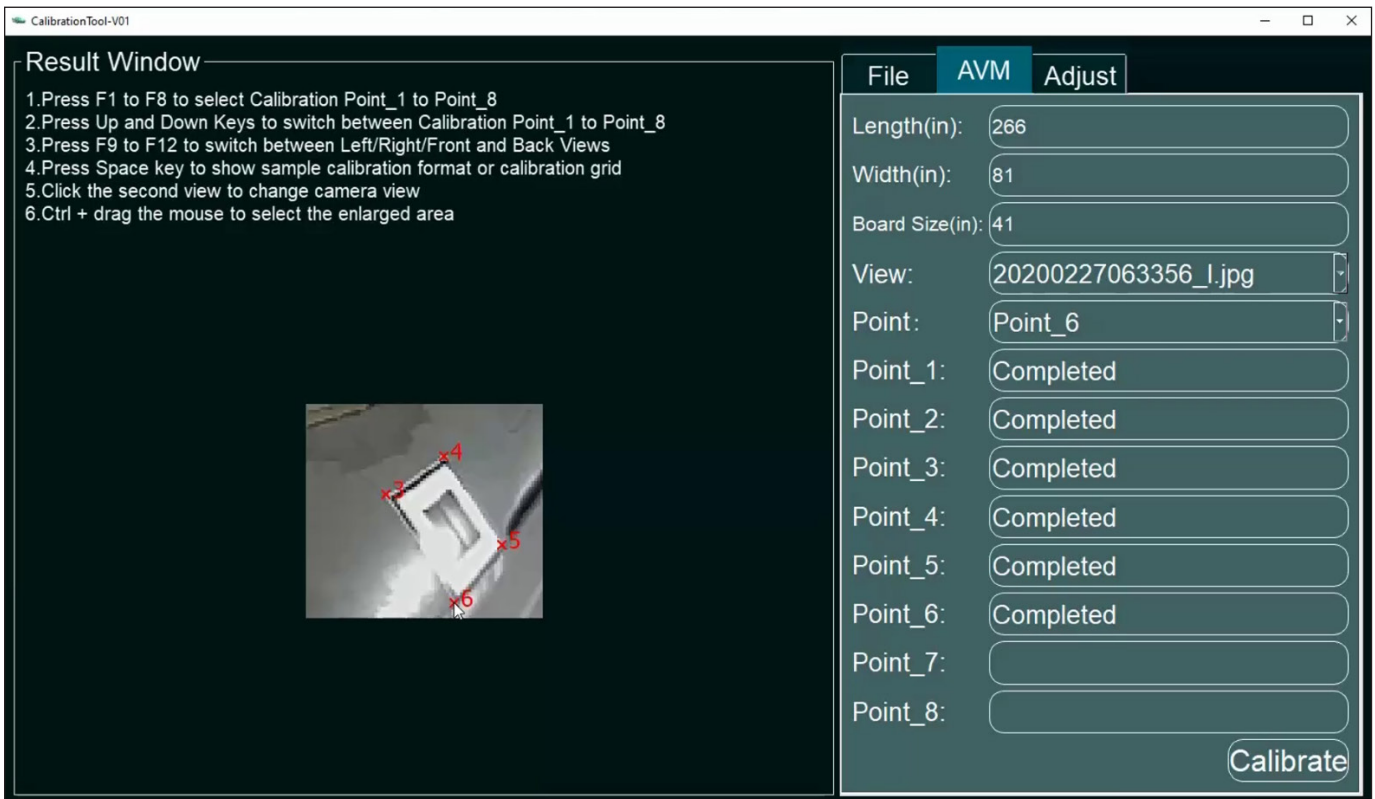 CalibrationTool-V01
Result Window
1.Press F1 to F8 to select Calibration Point_1 to Point_8
2.Press Up and Down Keys to switch between Calibration Point_1 to Point_8
3.Press F9 to F12 to switch between Left/Right/Front and Back Views
4.Press Space key to show sample calibration format or calibration grid
5.Click the second view to change camera view
6.Ctrl + drag the mouse to select the enlarged area
4
3
5
6
File AVM Adjust
Length(in): 266
Width(in): 81
Board Size(in): 41
View: 20200227063356_l.jpg
Point: Point_6
Point_1: Completed
Point_2: Completed
Point_3: Completed
Point_4: Completed
Point_5: Completed
Point_6: Completed
Point_7:
Point_8:
Calibrate